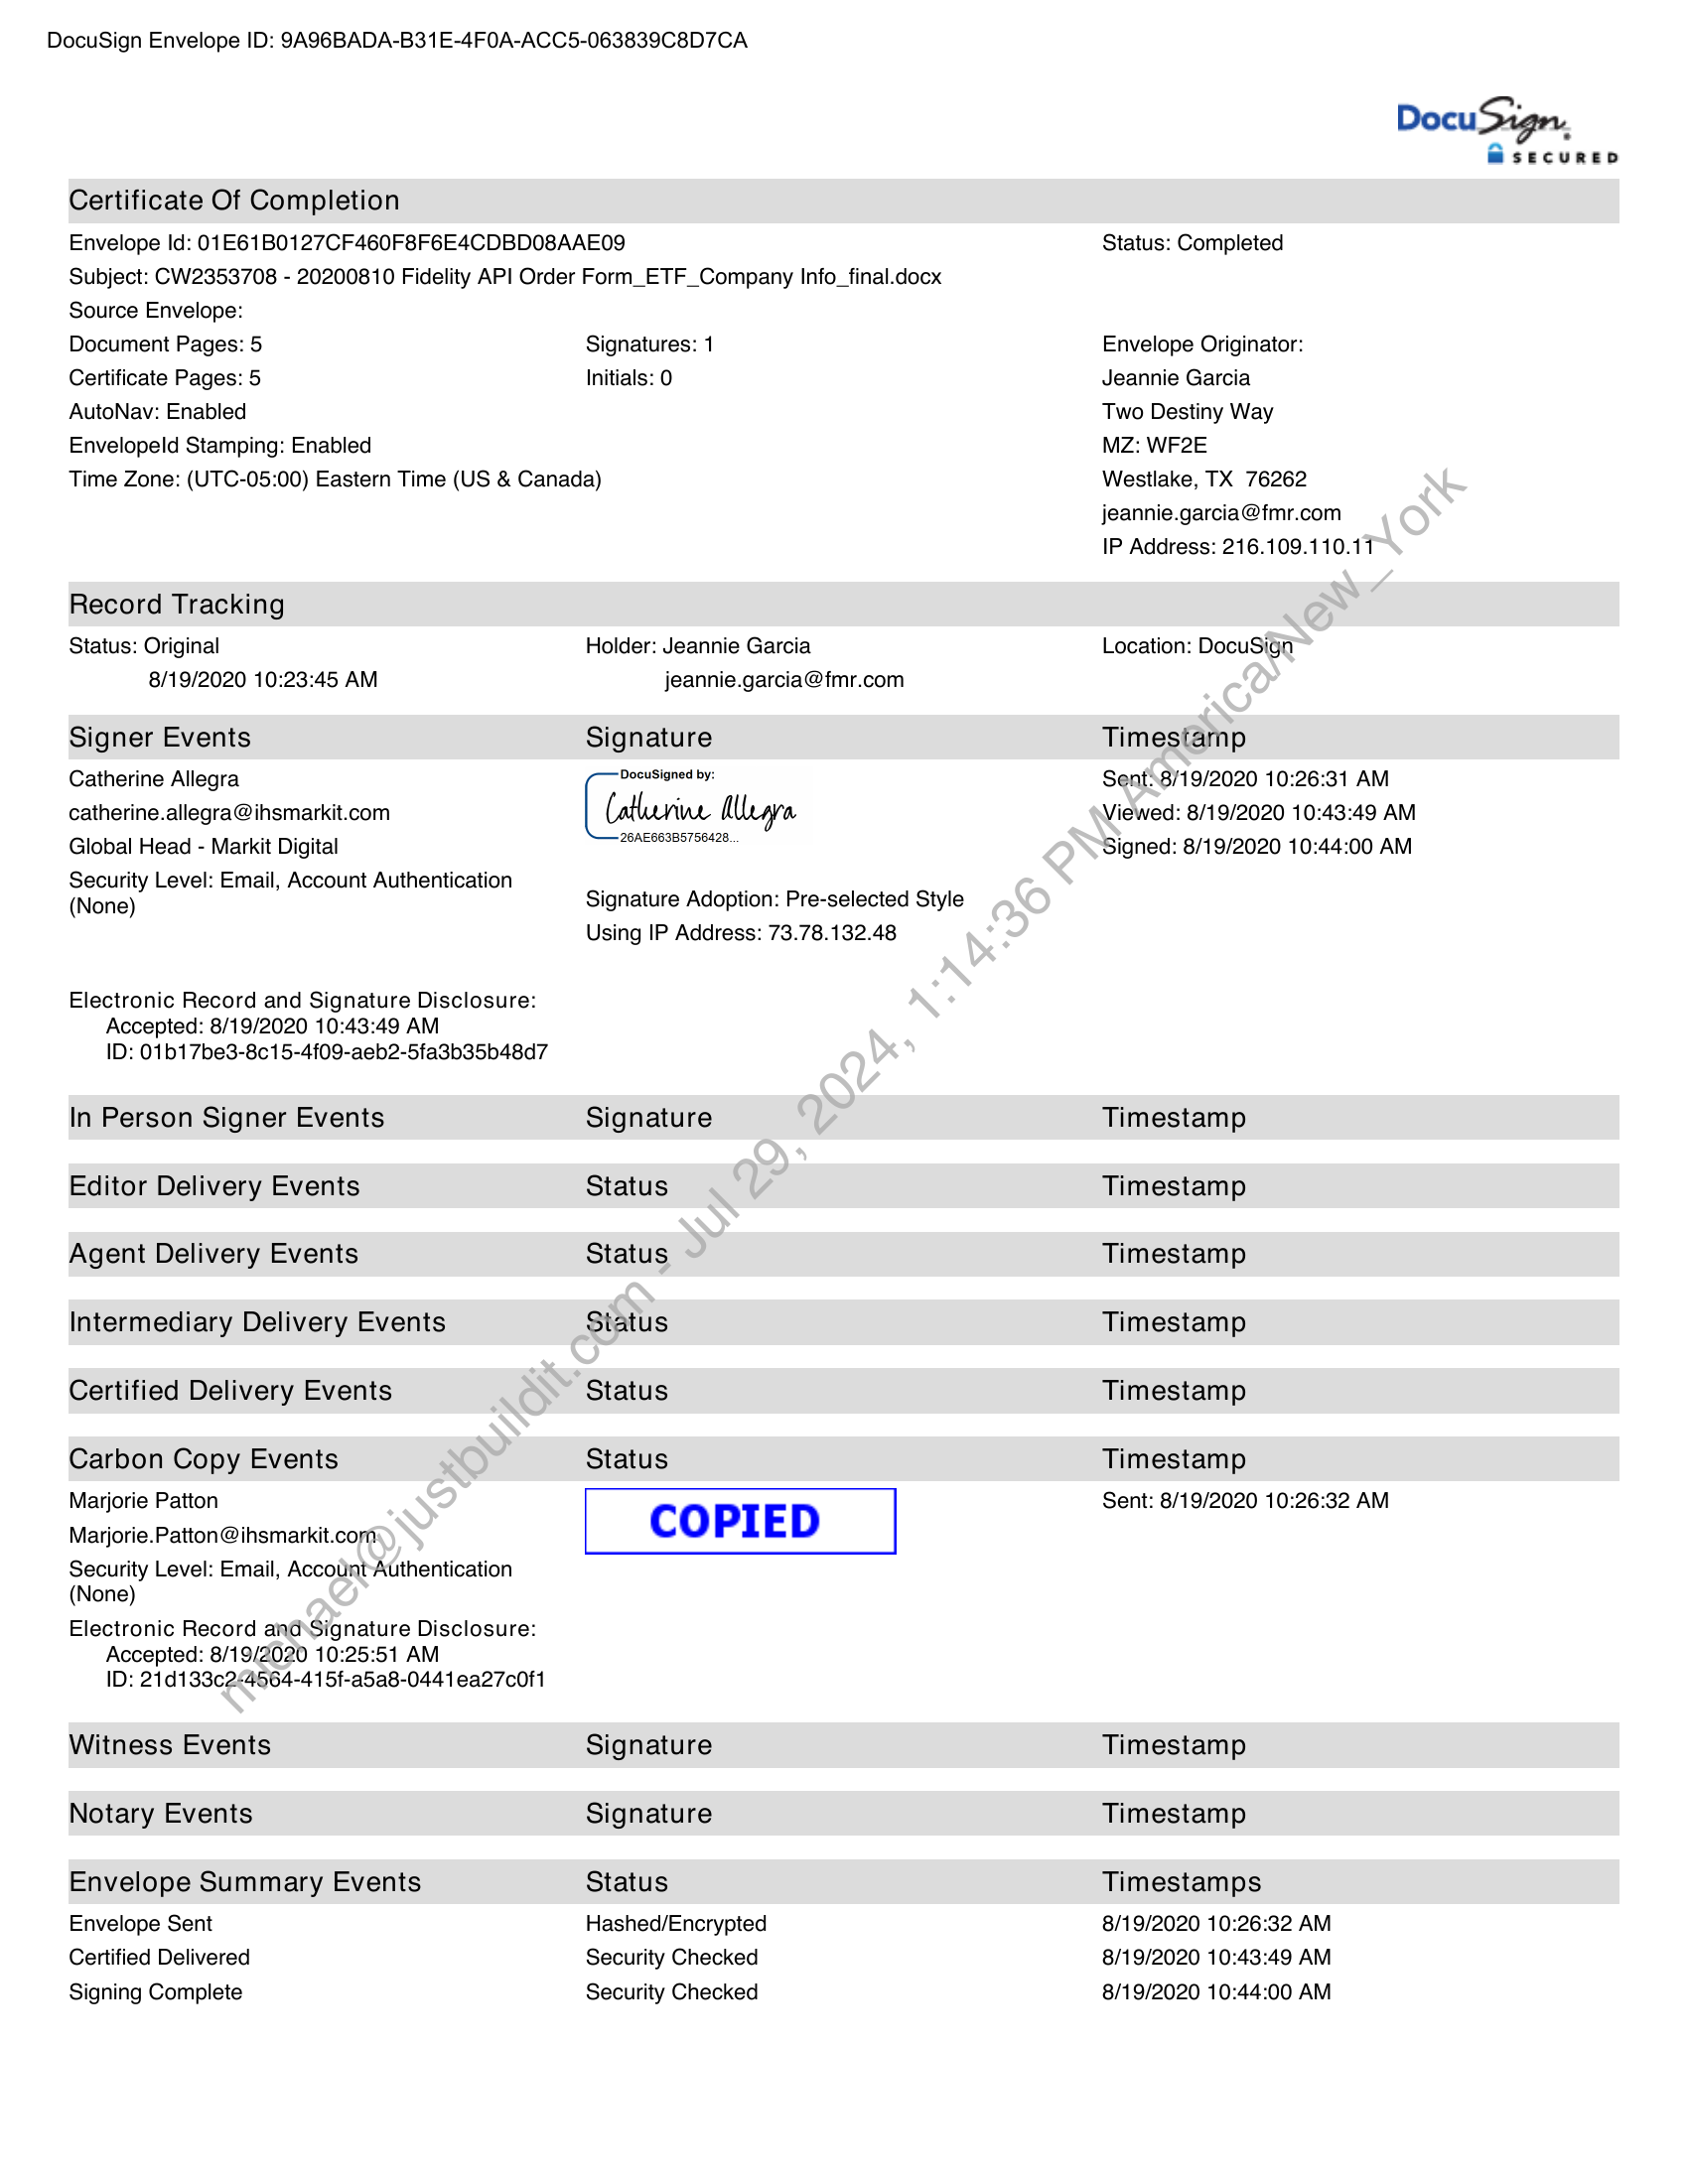 DocuSign Envelope ID: 9A96BADA-B31E-4F0A-ACC5-063839C8D7CA
DocuSign
SECURED
Certificate Of Completion
Envelope Id: 01E61B0127CF460F8F6E4CDBD08AAE09 Status: Completed
Subject: CW2353708 - 20200810 Fidelity API Order Form_ETF_Company Info_final.docx
Source Envelope:
Document Pages: 5 Signatures: 1 Envelope Originator:
Certificate Pages: 5 Initials: 0 Jeannie Garcia
AutoNav: Enabled Two Destiny Way
EnvelopeId Stamping: Enabled MZ: WF2E
Time Zone: (UTC-05:00) Eastern Time (US & Canada) Westlake, TX 76262
jeannie.garcia@fmr.com
IP Address: 216.109.110.11
Record Tracking
Status: Original Holder: Jeannie Garcia Location: DocuSign
8/19/2020 10:23:45 AM jeannie.garcia@fmr.com
Signer Events Signature Timestamp
Catherine Allegra DocuSigned by: Sent: 8/19/2020 10:26:31 AM
catherine.allegra@ihsmarkit.com Catherine Allegra Viewed: 8/19/2020 10:43:49 AM
Global Head - Markit Digital 26AE663B5756428... Signed: 8/19/2020 10:44:00 AM
Security Level: Email, Account Authentication
(None)
Signature Adoption: Pre-selected Style
Using IP Address: 73.78.132.48
Electronic Record and Signature Disclosure:
Accepted: 8/19/2020 10:43:49 AM
ID: 01b17be3-8c15-4f09-aeb2-5fa3b35b48d7
In Person Signer Events Signature Timestamp
Editor Delivery Events Status Timestamp
Agent Delivery Events Status Timestamp
Intermediary Delivery Events Status Timestamp
Certified Delivery Events Status Timestamp
Carbon Copy Events Status Timestamp
Marjorie Patton COPIED Sent: 8/19/2020 10:26:32 AM
Marjorie.Patton@ihsmarkit.com
Security Level: Email, Account Authentication
(None)
Electronic Record and Signature Disclosure:
Accepted: 8/19/2020 10:25:51 AM
ID: 21d133c2-4564-415f-a5a8-0441ea27c0f1
Witness Events Signature Timestamp
Notary Events Signature Timestamp
Envelope Summary Events Status Timestamps
Envelope Sent Hashed/Encrypted 8/19/2020 10:26:32 AM
Certified Delivered Security Checked 8/19/2020 10:43:49 AM
Signing Complete Security Checked 8/19/2020 10:44:00 AM
michael@justbuildit.com - Jul 29, 2024, 1:14:36 PM America/New_York